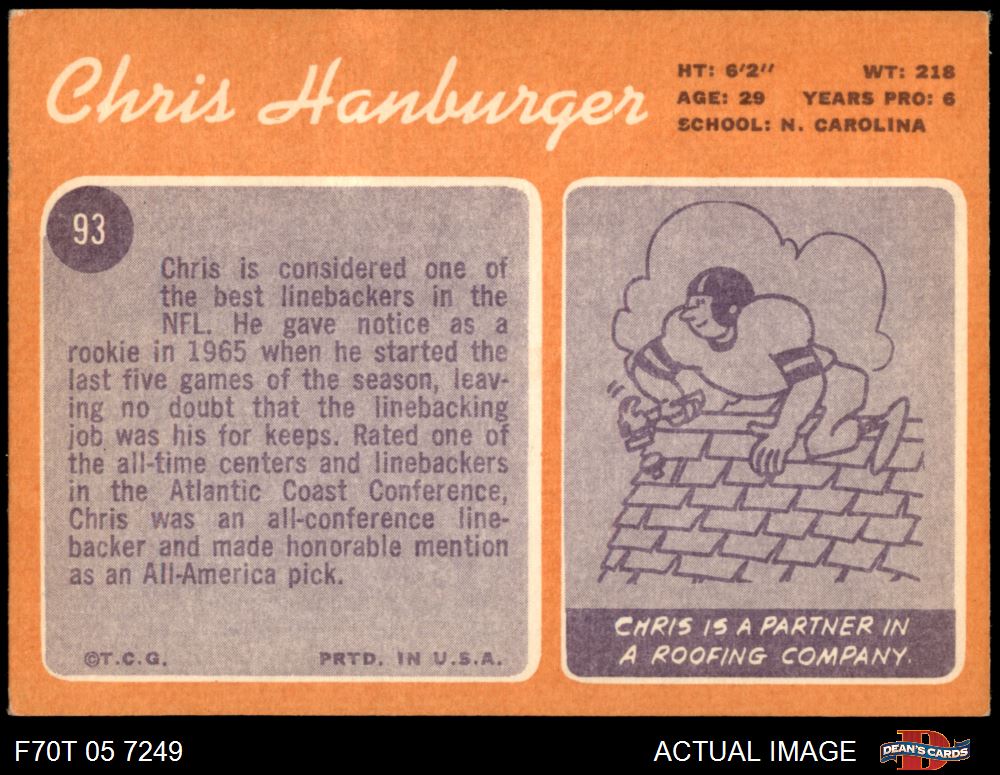 Chris Hanburger
HT: 6'2" WT: 218
AGE: 29 YEARS PRO: 6
SCHOOL: N. CAROLINA
93
Chris is considered one of
the best linebackers in the
NFL. He gave notice as a
rookie in 1965 when he started the
last five games of the season, leav-
ing no doubt that the linebacking
job was his for keeps. Rated one of
the all-time centers and linebackers
in the Atlantic Coast Conference,
Chris was an all-conference line-
backer and made honorable mention
as an All-America pick.
©T.C.G. PRTD. IN U.S.A.
CHRIS IS A PARTNER IN
A ROOFING COMPANY.
F70T 05 7249
ACTUAL IMAGE
D
DEAN'S CARDS